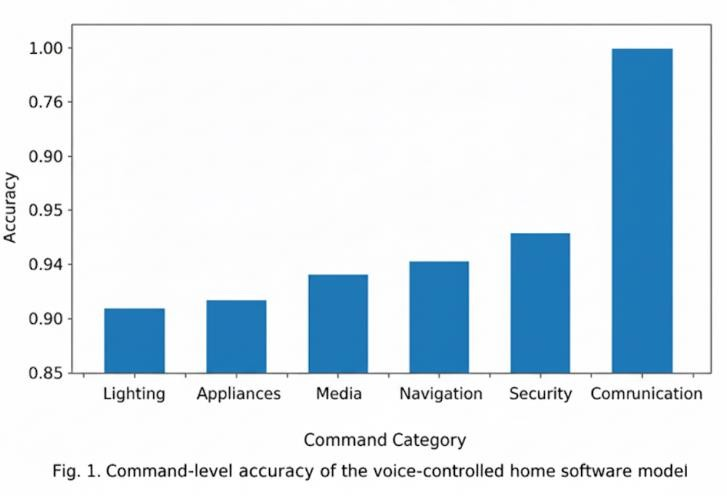 1.00
0.76
0.90
0.95
0.94
0.90
0.85
Accuracy
Lighting Appliances Media Navigation Security Comrunication
Command Category
Fig. 1. Command-level accuracy of the voice-controlled home software model